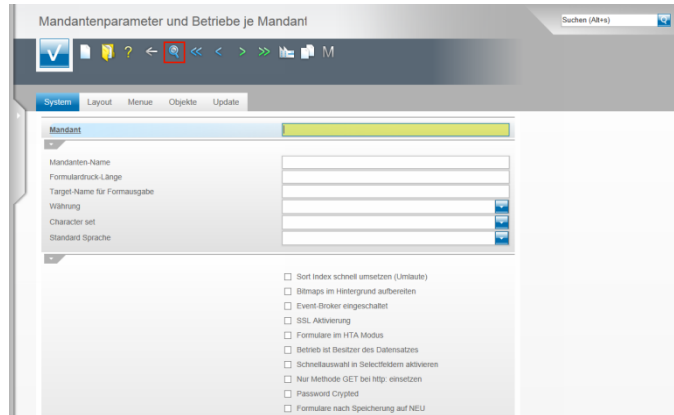 Mandantenparameter und Betriebe je Mandant
Suchen (Alt+s)
? M
System Layout Menue Objekte Update
Mandant
Mandanten-Name
Formulardruck-Länge
Target-Name für Formausgabe
Währung
Character set
Standard Sprache
Sort Index schnell umsetzen (Umlaute)
Bitmaps im Hintergrund aufbereiten
Event-Broker eingeschaltet
SSL Aktivierung
Formulare im HTA Modus
Betrieb ist Besitzer des Datensatzes
Schnellauswahl in Selectfeldern aktivieren
Nur Methode GET bei http: einsetzen
Password Crypted
Formulare nach Speicherung auf NEU